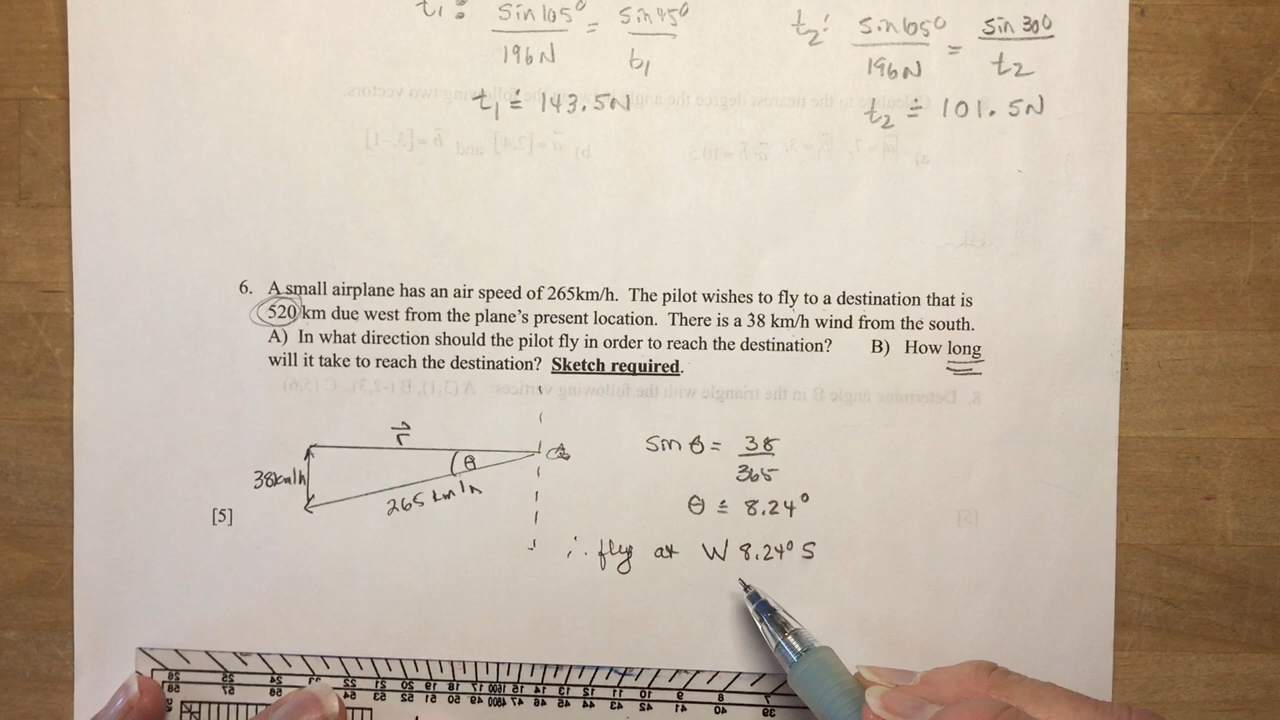 t₁: sin105°/196N = sin45°/b₁
t₂: sin105°/196N = sin30°/t₂
t₁ ≐ 143.5N
t₂ ≐ 101.5N
6. A small airplane has an air speed of 265km/h. The pilot wishes to fly to a destination that is
520 km due west from the plane's present location. There is a 38 km/h wind from the south.
A) In what direction should the pilot fly in order to reach the destination? B) How long
will it take to reach the destination? Sketch required.
r
θ
38km/h
265 km/h
[5]
sin θ = 38/365
θ ≐ 8.24°
∴ fly at W 8.24° S